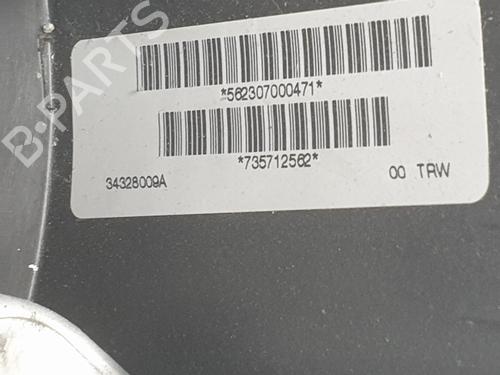 B-PARTS
*562307000471*
*735712562*
34328009A 00 TRW